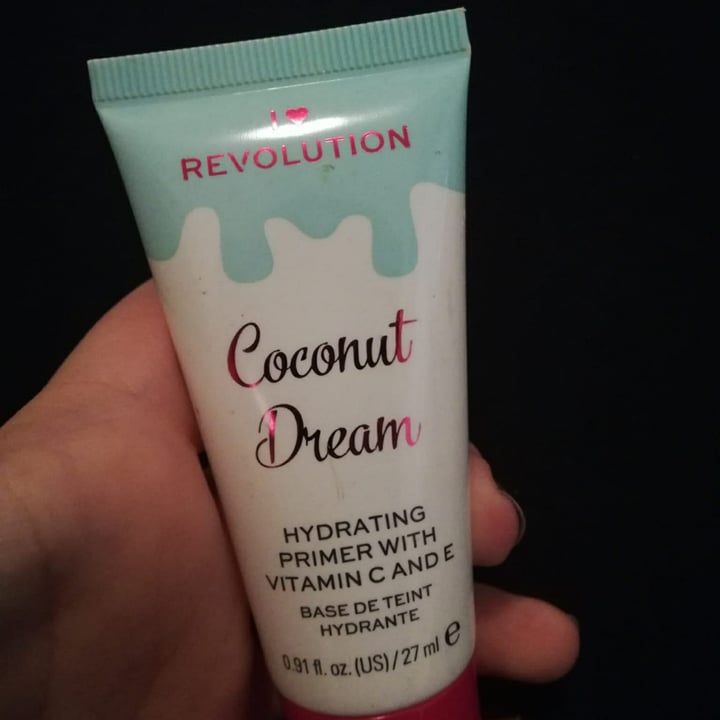 I ♥
REVOLUTION
Coconut
Dream
HYDRATING
PRIMER WITH
VITAMIN C AND E
BASE DE TEINT
HYDRANTE
0.91 fl. oz. (US) / 27 ml ℮